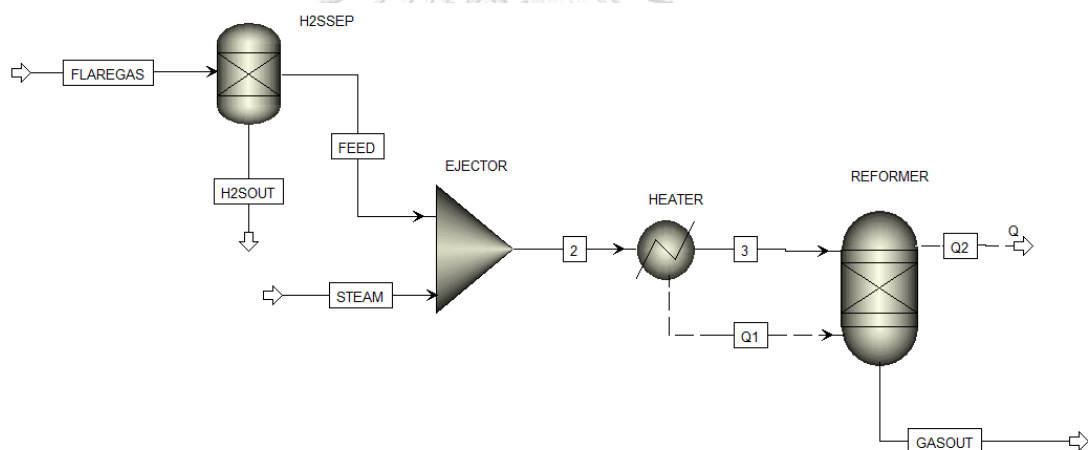 H2SSEP
FLAREGAS
FEED
H2SOUT
EJECTOR
STEAM
2
HEATER
3
Q1
REFORMER
Q2
Q
GASOUT